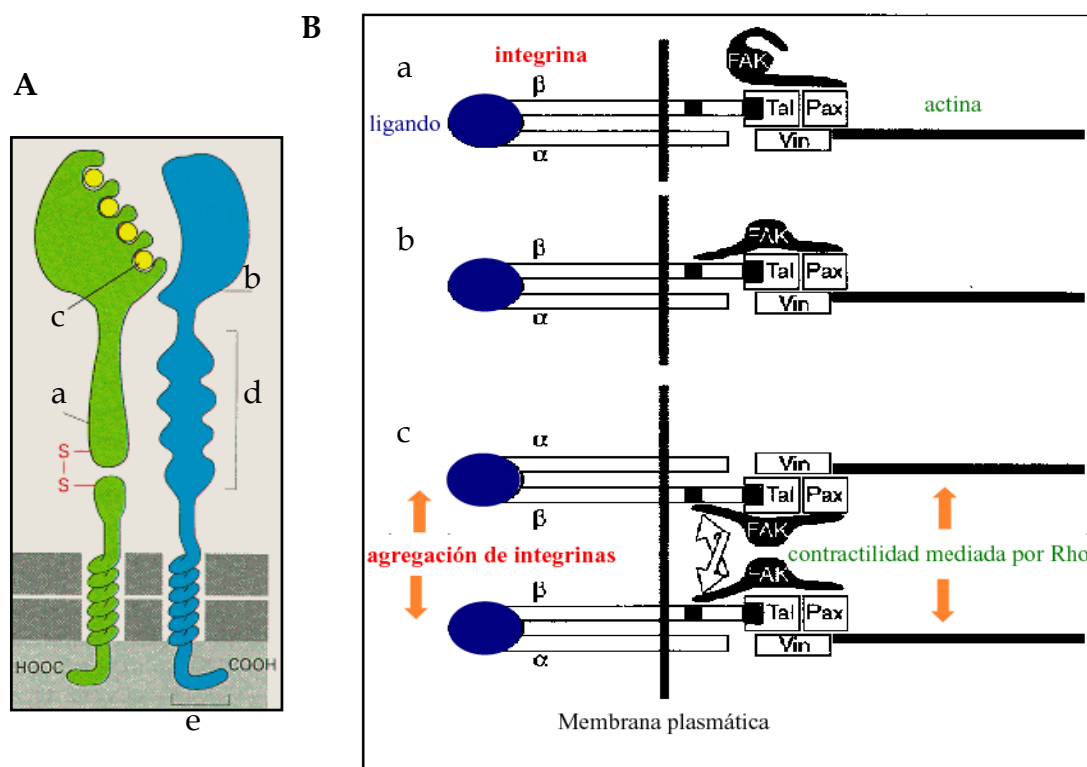 A
c
b
a
d
S
S
HOOC
COOH
e
B
a
integrina
β
ligando
α
FAK
Tal
Pax
Vin
actina
b
β
α
FAK
Tal
Pax
Vin
c
α
β
Vin
Tal
Pax
FAK
agregación de integrinas
contractilidad mediada por Rho
β
α
FAK
Tal
Pax
Vin
Membrana plasmática